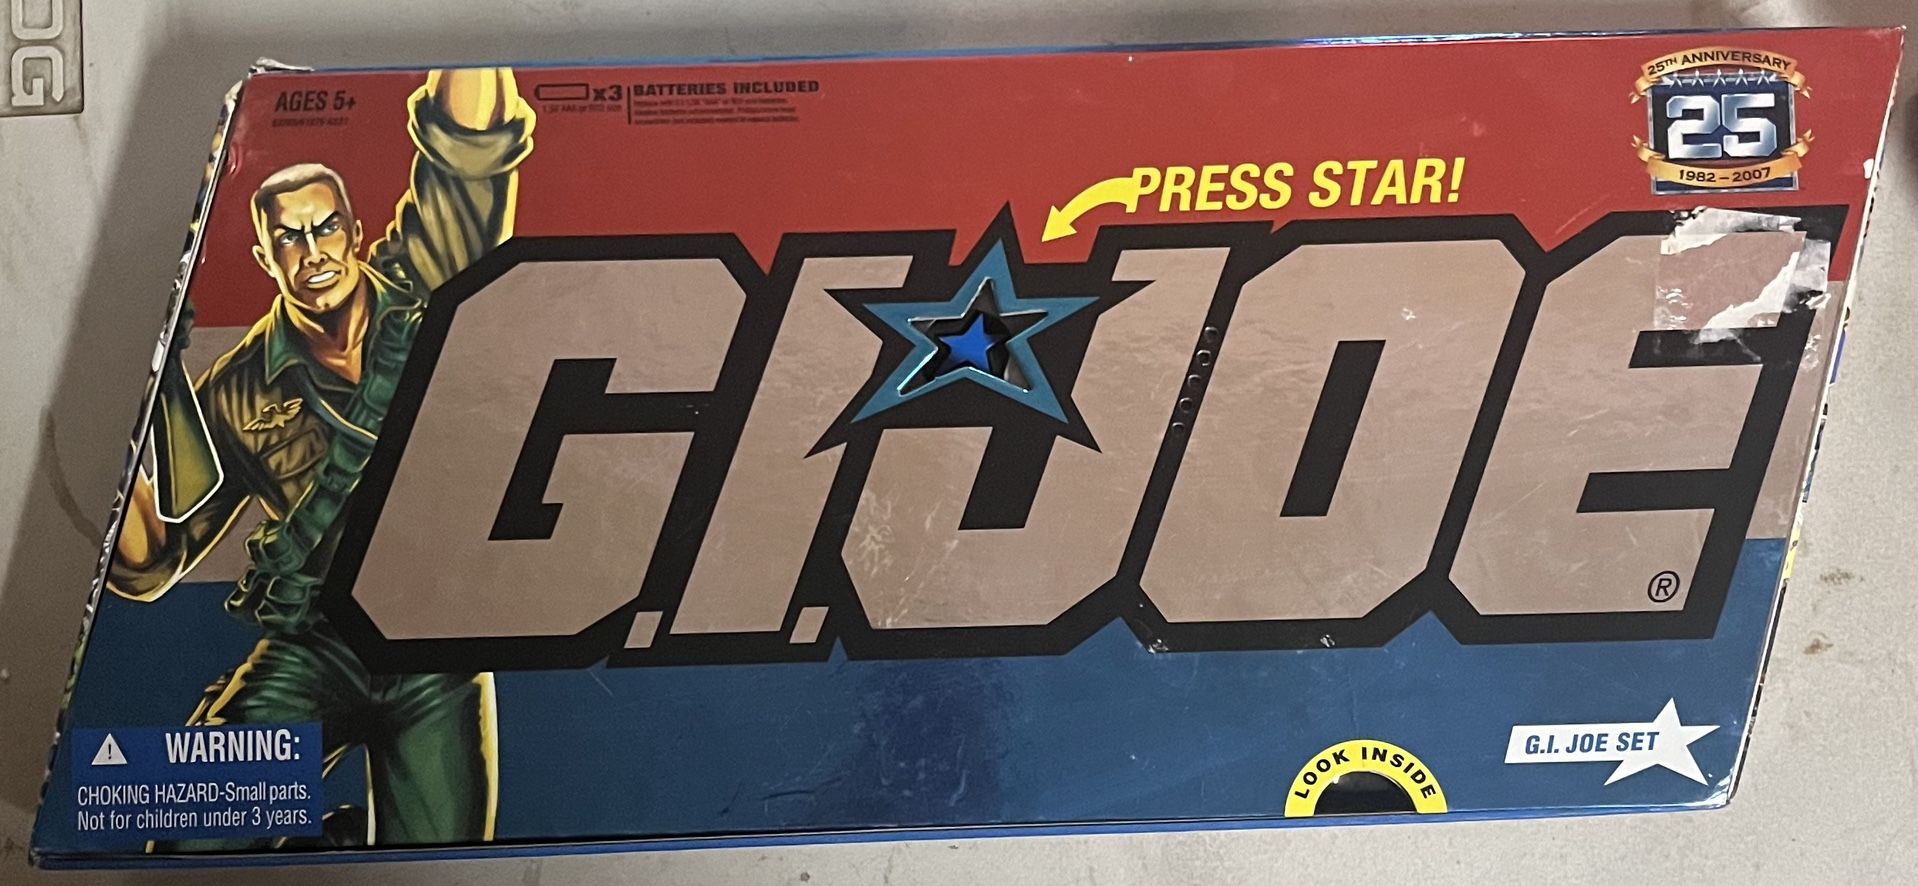 OG
AGES 5+
x3
BATTERIES INCLUDED
25TH ANNIVERSARY
25
1982-2007
PRESS STAR!
G.I.JOE
®
WARNING:
CHOKING HAZARD-Small parts.
Not for children under 3 years.
LOOK INSIDE
G.I. JOE SET